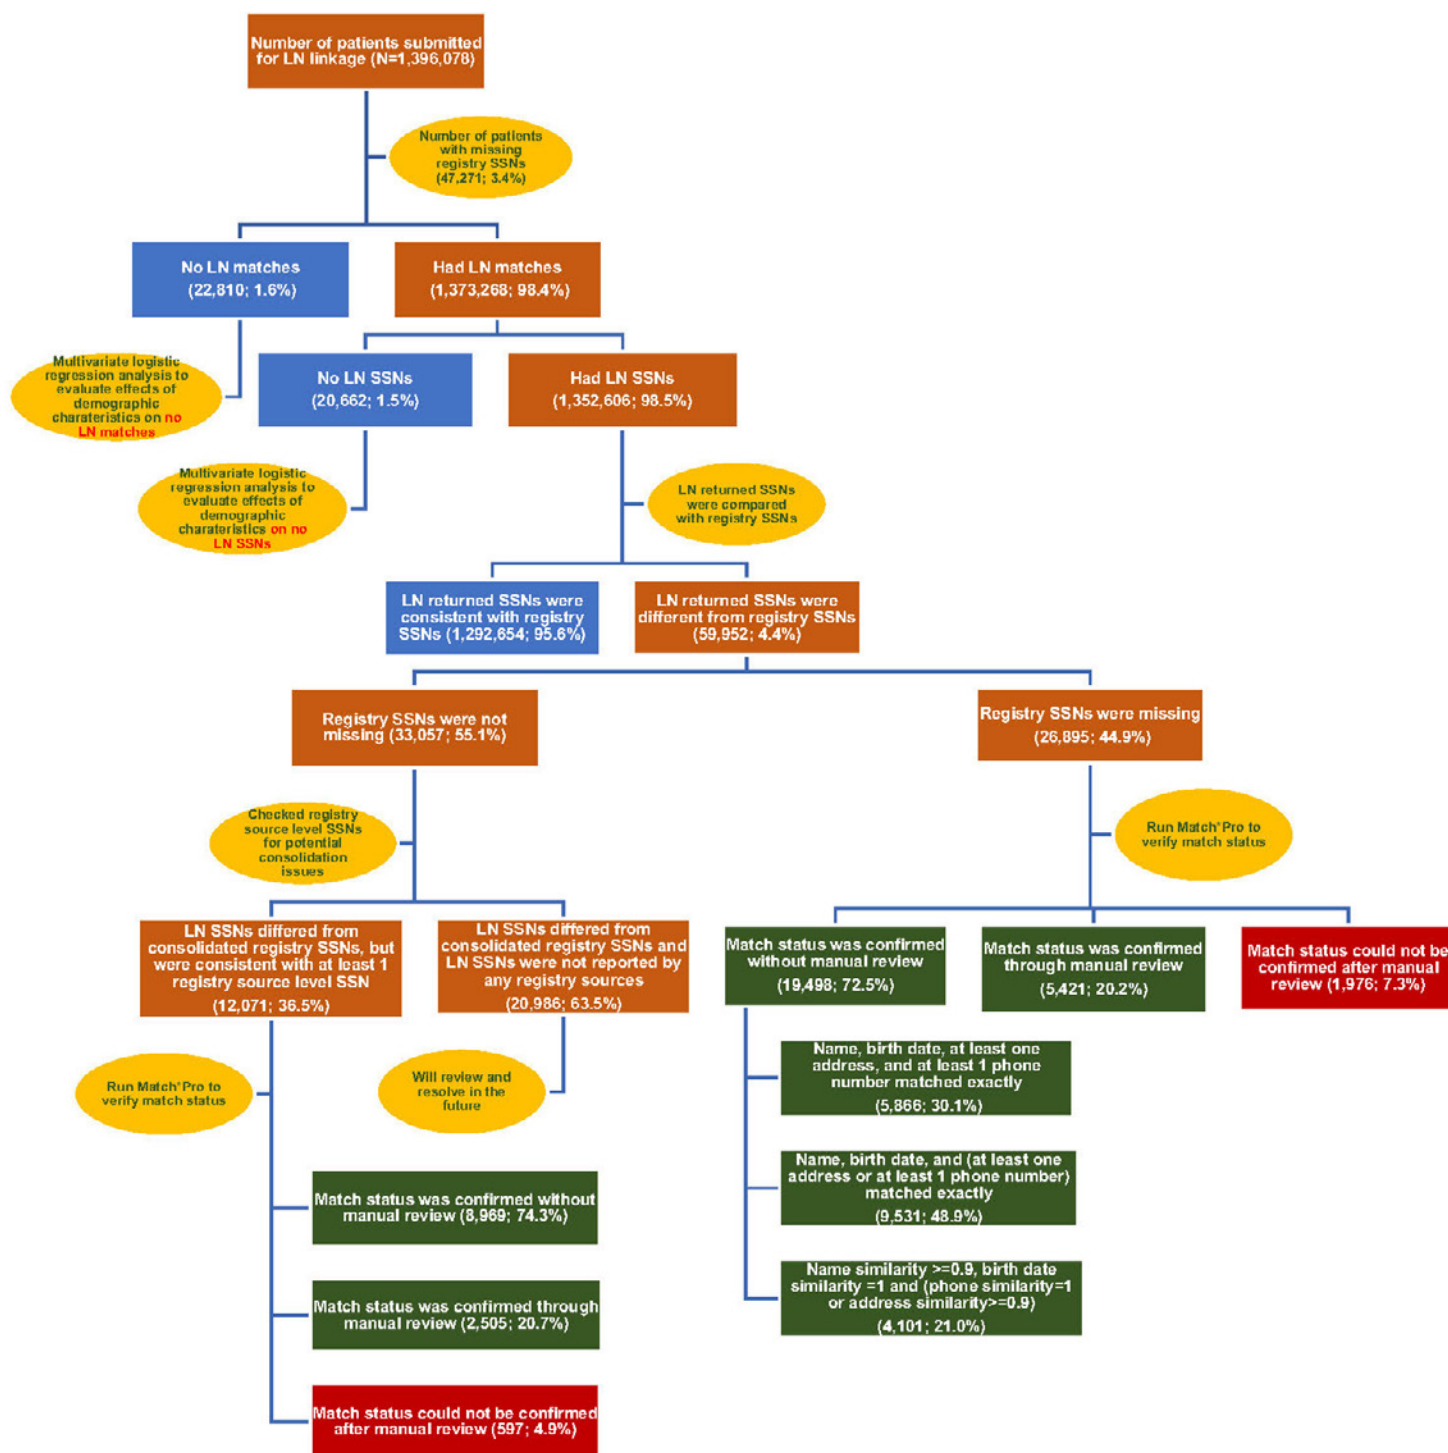 Number of patients submitted
for LN linkage (N=1,396,078)
Number of patients
with missing
registry SSNs
(47,271; 3.4%)
No LN matches
(22,810; 1.6%)
Had LN matches
(1,373,268; 98.4%)
Multivariate logistic
regression analysis to
evaluate effects of
demographic
charateristics on no
LN matches
No LN SSNs
(20,662; 1.5%)
Had LN SSNs
(1,352,606; 98.5%)
Multivariate logistic
regression analysis to
evaluate effects of
demographic
charateristics on no
LN SSNs
LN returned SSNs
were compared
with registry SSNs
LN returned SSNs were
consistent with registry
SSNs (1,292,654; 95.6%)
LN returned SSNs were
different from registry SSNs
(59,952; 4.4%)
Registry SSNs were not
missing (33,057; 55.1%)
Registry SSNs were missing
(26,895; 44.9%)
Checked registry
source level SSNs
for potential
consolidation
issues
Run Match*Pro to
verify match status
LN SSNs differed from
consolidated registry SSNs, but
were consistent with at least 1
registry source level SSN
(12,071; 36.5%)
LN SSNs differed from
consolidated registry SSNs and
LN SSNs were not reported by
any registry sources
(20,986; 63.5%)
Match status was confirmed
without manual review
(19,498; 72.5%)
Match status was confirmed
through manual review
(5,421; 20.2%)
Match status could not be
confirmed after manual
review (1,976; 7.3%)
Run Match*Pro to
verify match status
Will review and
resolve in the
future
Name, birth date, at least one
address, and at least 1 phone
number matched exactly
(5,866; 30.1%)
Name, birth date, and (at least one
address or at least 1 phone number)
matched exactly
(9,531; 48.9%)
Name similarity >=0.9, birth date
similarity =1 and (phone similarity=1
or address similarity>=0.9)
(4,101; 21.0%)
Match status was confirmed without
manual review (8,969; 74.3%)
Match status was confirmed through
manual review (2,505; 20.7%)
Match status could not be confirmed
after manual review (597; 4.9%)